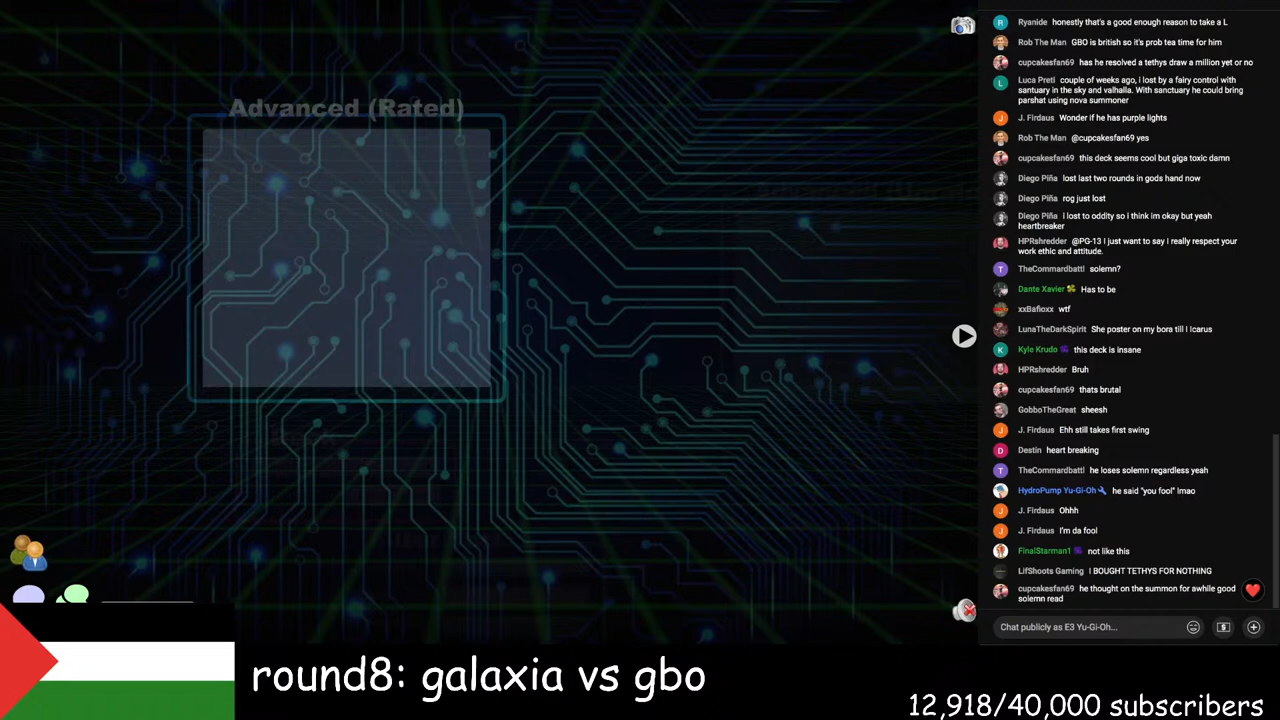 Advanced (Rated)
Ryanide honestly that's a good enough reason to take a L
Rob The Man GBO is british so it's prob tea time for him
cupcakesfan69 has he resolved a tethys draw a million yet or no
Luca Preti couple of weeks ago, i lost by a fairy control with
santuary in the sky and valhalla. With sanctuary he could bring
parshat using nova summoner
J. Firdaus Wonder if he has purple lights
Rob The Man @cupcakesfan69 yes
cupcakesfan69 this deck seems cool but giga toxic damn
Diego Piña lost last two rounds in gods hand now
Diego Piña rog just lost
Diego Piña I lost to oddity so i think im okay but yeah
heartbreaker
HPRshredder @PG-13 I just want to say I really respect your
work ethic and attitude.
TheCommardbattl solemn?
Dante Xavier Has to be
xxBafioxx wtf
LunaTheDarkSpirit She poster on my bora till I Icarus
Kyle Krudo this deck is insane
HPRshredder Bruh
cupcakesfan69 thats brutal
GobboTheGreat sheesh
J. Firdaus Ehh still takes first swing
Destin heart breaking
TheCommardbattl he loses solemn regardless yeah
HydroPump Yu-Gi-Oh he said "you fool" lmao
J. Firdaus Ohhh
J. Firdaus I'm da fool
FinalStarman1 not like this
LifShoots Gaming I BOUGHT TETHYS FOR NOTHING
cupcakesfan69 he thought on the summon for awhile good
solemn read
Chat publicly as E3 Yu-Gi-Oh...
round8: galaxia vs gbo
12,918/40,000 subscribers